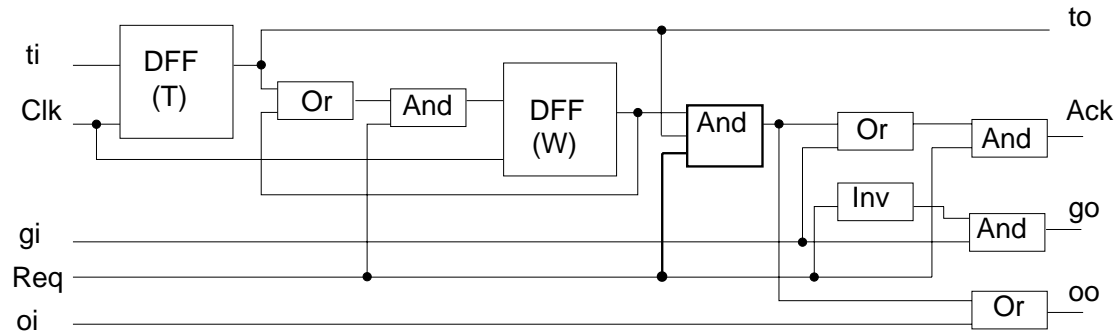 to
ti
DFF
(T)
Or
And
DFF
(W)
And
Or
And
Ack
Clk
Inv
And
go
gi
Req
oi
Or
oo